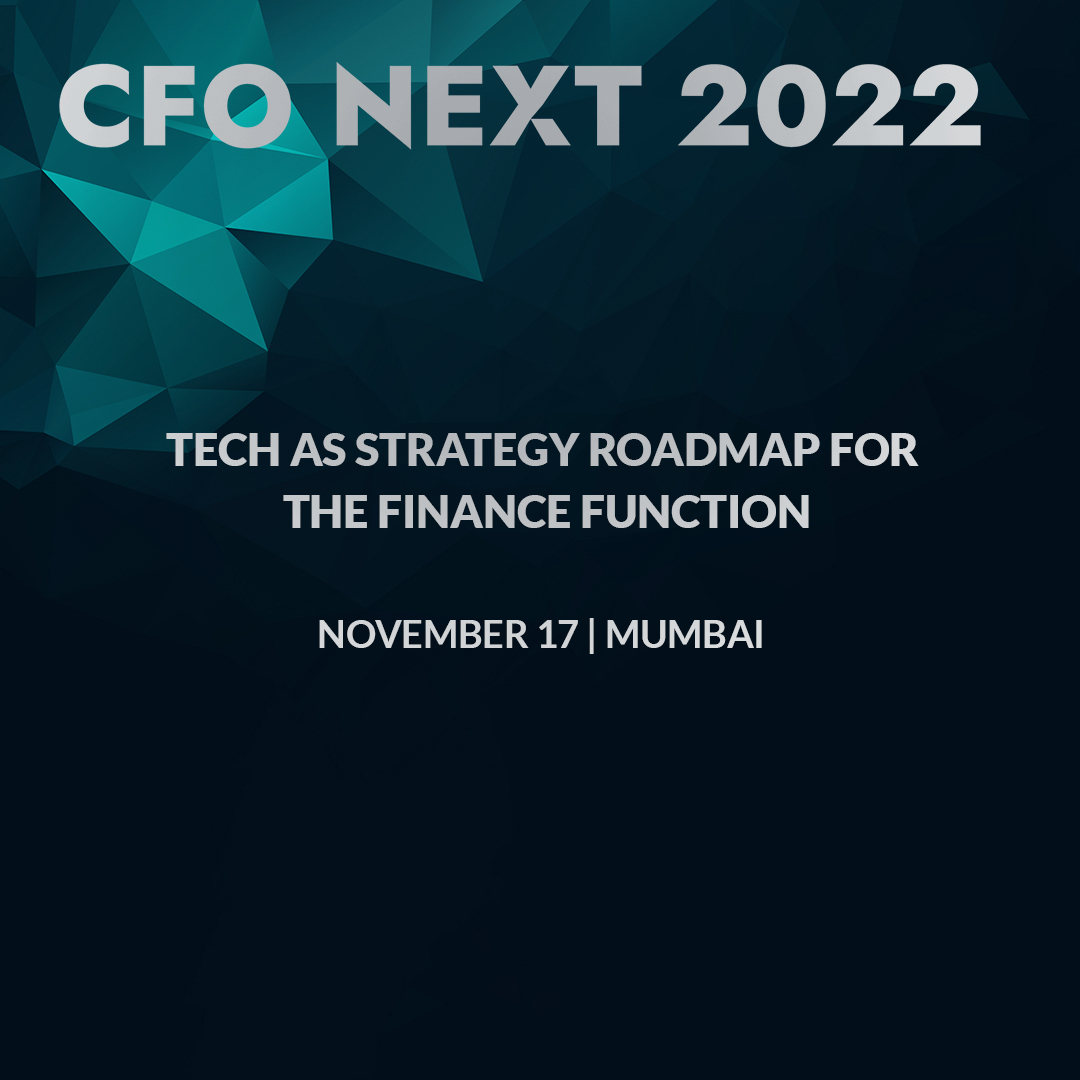 CFO NEXT 2022
TECH AS STRATEGY ROADMAP FOR
THE FINANCE FUNCTION
NOVEMBER 17 | MUMBAI